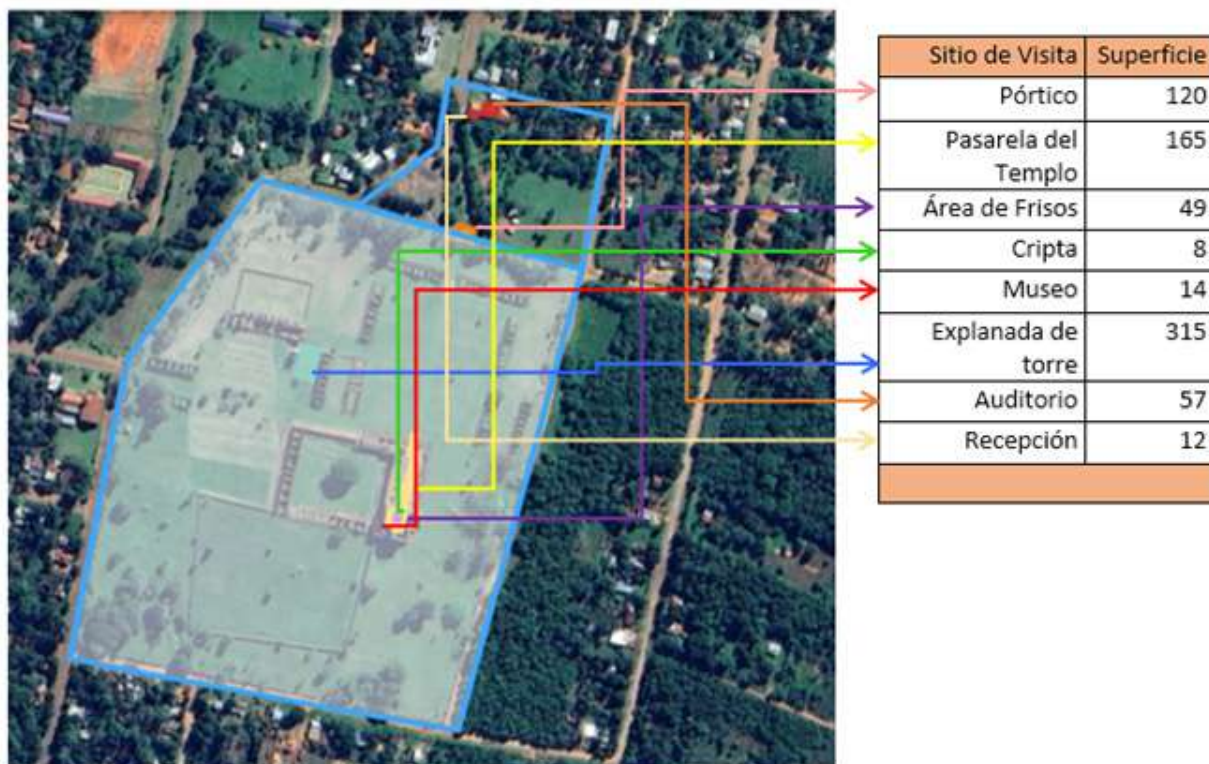 Sitio de Visita Superficie
Pórtico 120
Pasarela del 165
Templo
Área de Frisos 49
Cripta 8
Museo 14
Explanada de 315
torre
Auditorio 57
Recepción 12